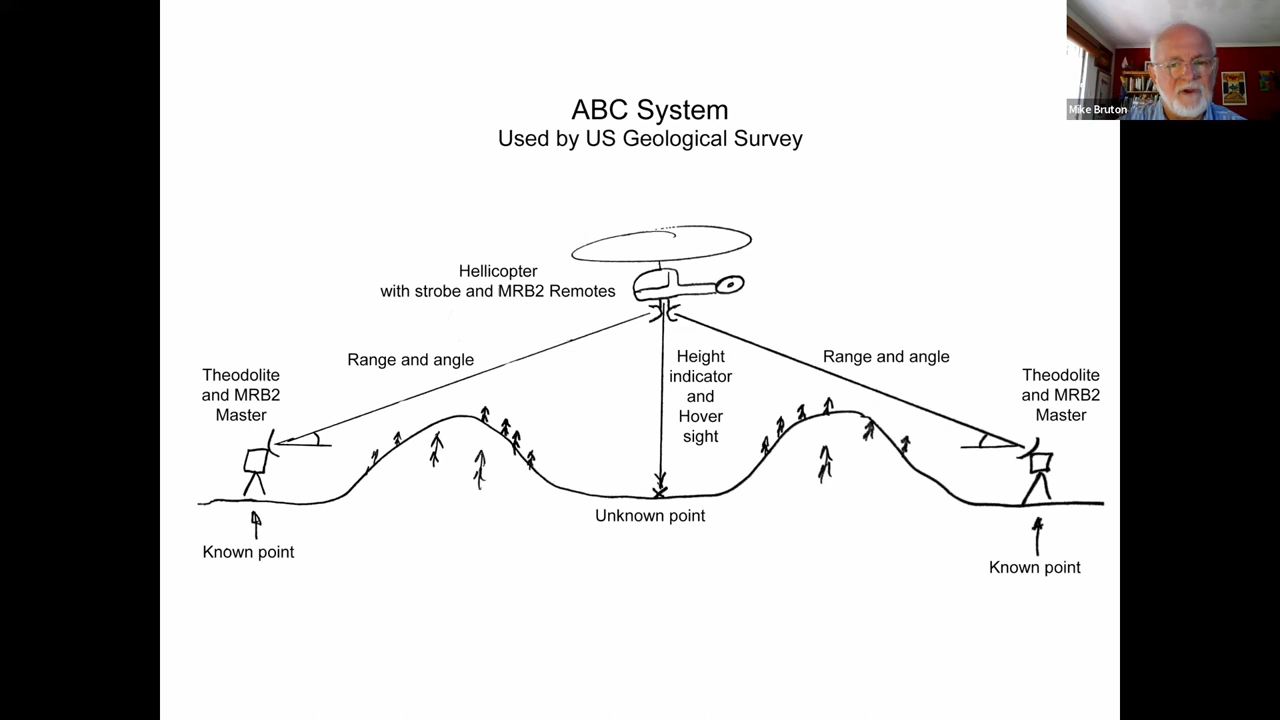 Mike Bruton
ABC System
Used by US Geological Survey
Hellicopter
with strobe and MRB2 Remotes
Range and angle
Height
indicator
and
Hover
sight
Range and angle
Theodolite
and MRB2
Master
Theodolite
and MRB2
Master
Unknown point
Known point
Known point